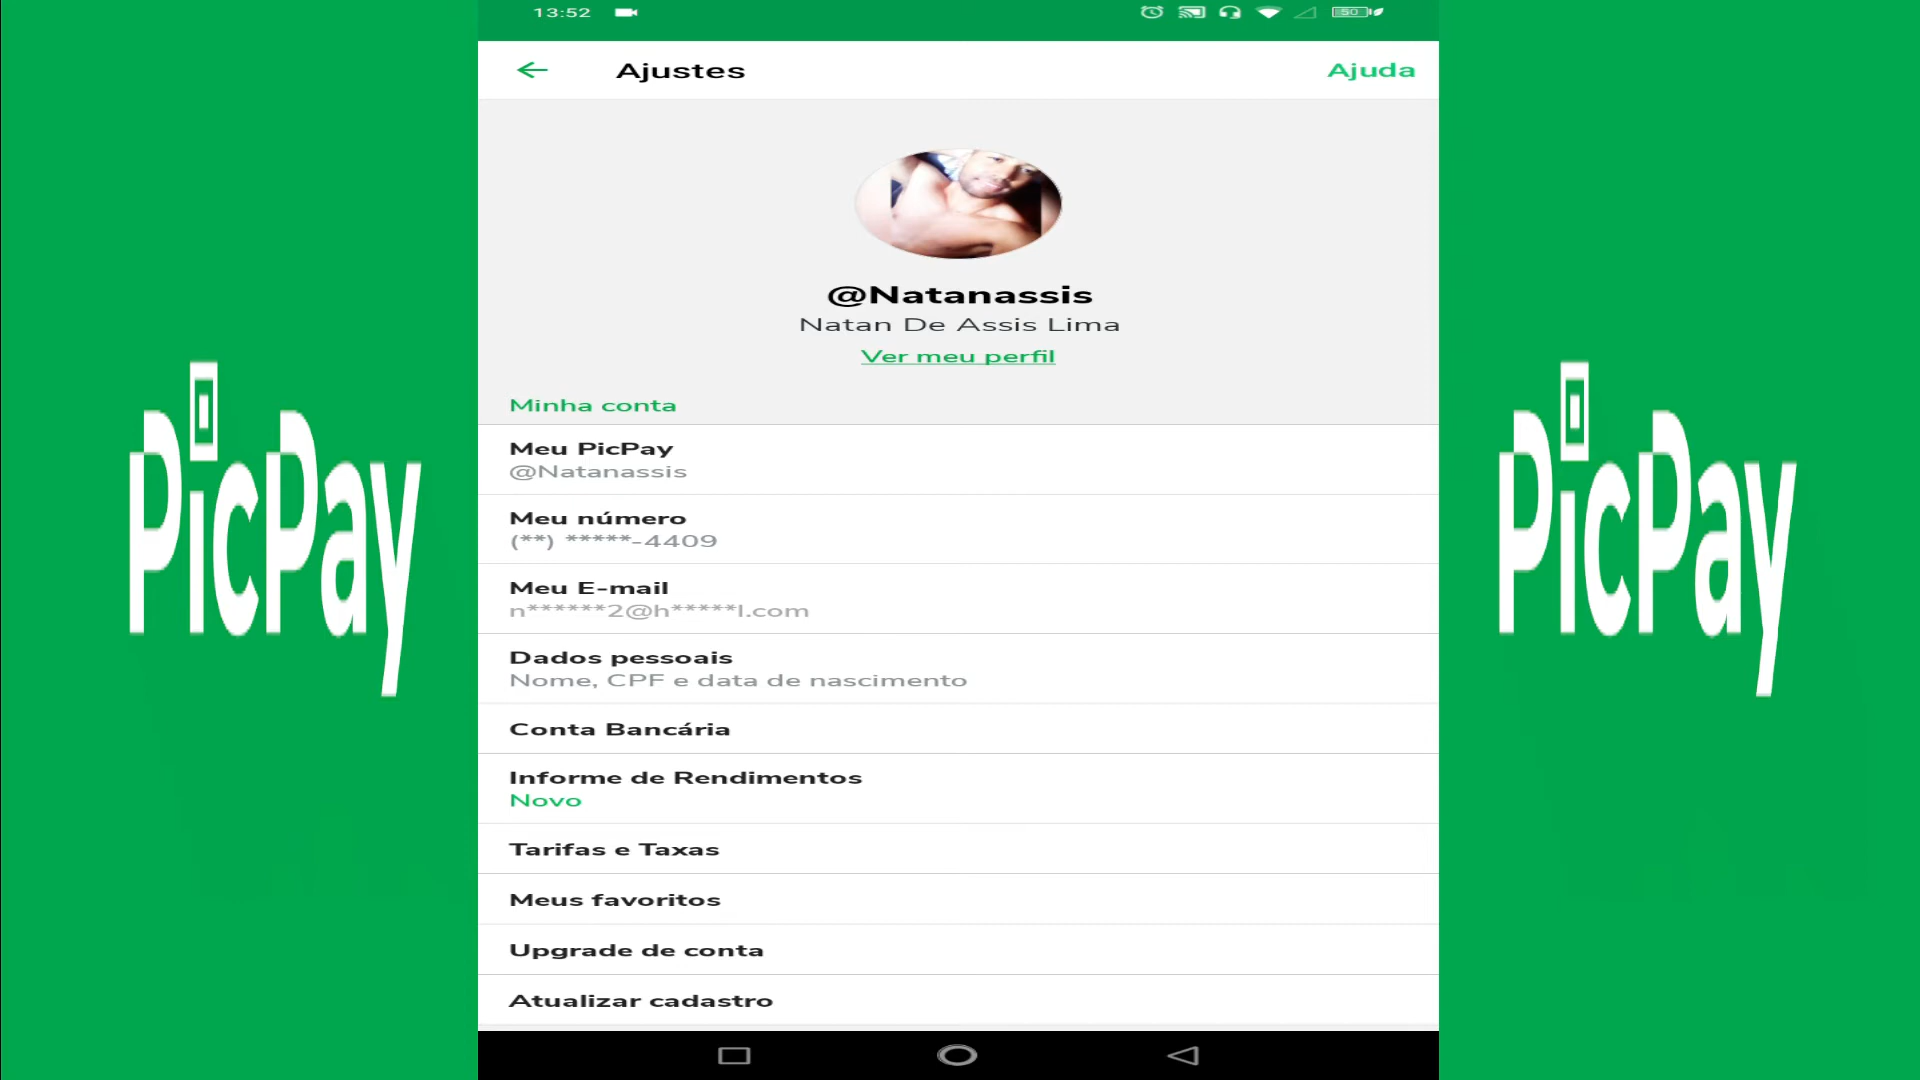 13:52
50
Ajustes
Ajuda
@Natanassis
Natan De Assis Lima
Ver meu perfil
Minha conta
Meu PicPay
@Natanassis
Meu número
(**) *****-4409
Meu E-mail
n******2@h*****l.com
Dados pessoais
Nome, CPF e data de nascimento
Conta Bancária
Informe de Rendimentos
Novo
Tarifas e Taxas
Meus favoritos
Upgrade de conta
Atualizar cadastro
PicPay
PicPay